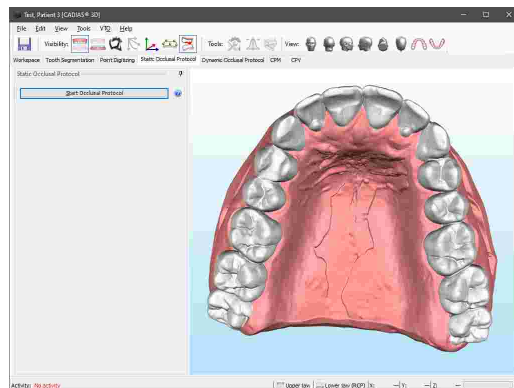 Test, Patient 3 [CADIAS® 3D]
File Edit View Tools VTO Help
Visibility: Tools: View:
Workspace Tooth Segmentation Point Digitizing Static Occlusal Protocol Dynamic Occlusal Protocol CPM CPV
Static Occlusal Protocol
Start Occlusal Protocol
Activity: No activity Upper Jaw Lower Jaw (RCP) X: — Y: — Z: —